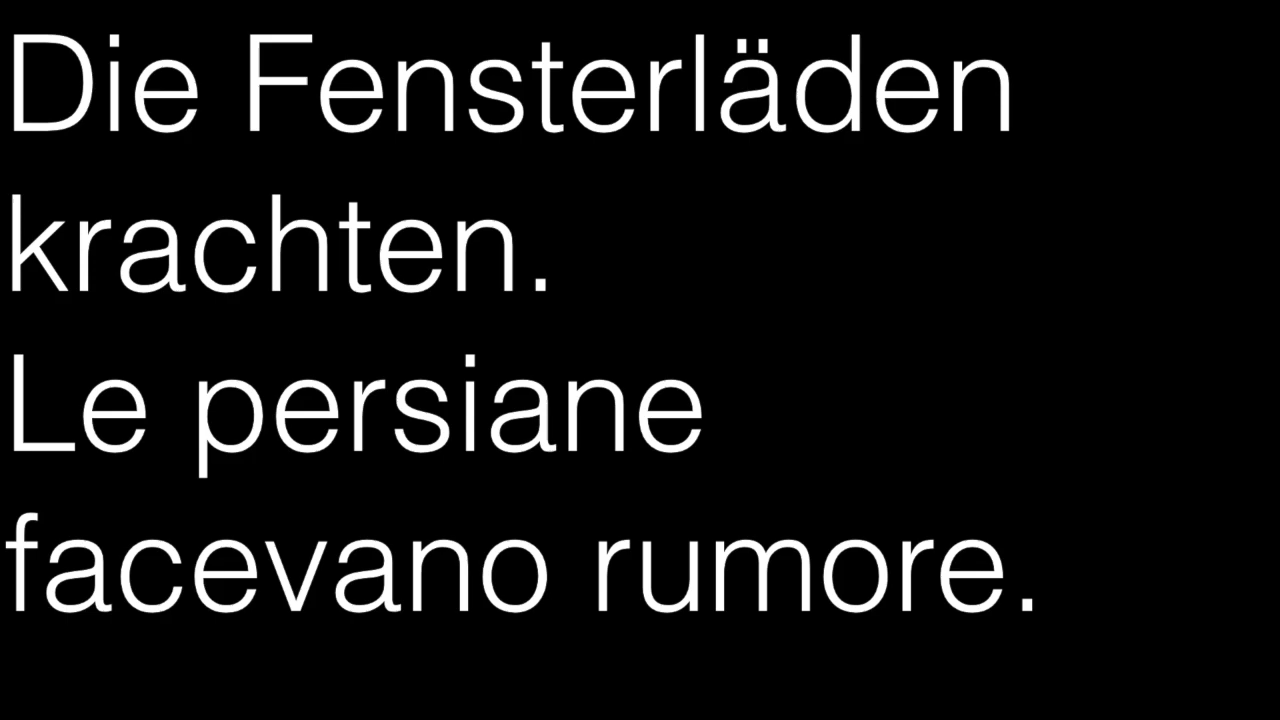 Die Fensterläden
krachten.
Le persiane
facevano rumore.